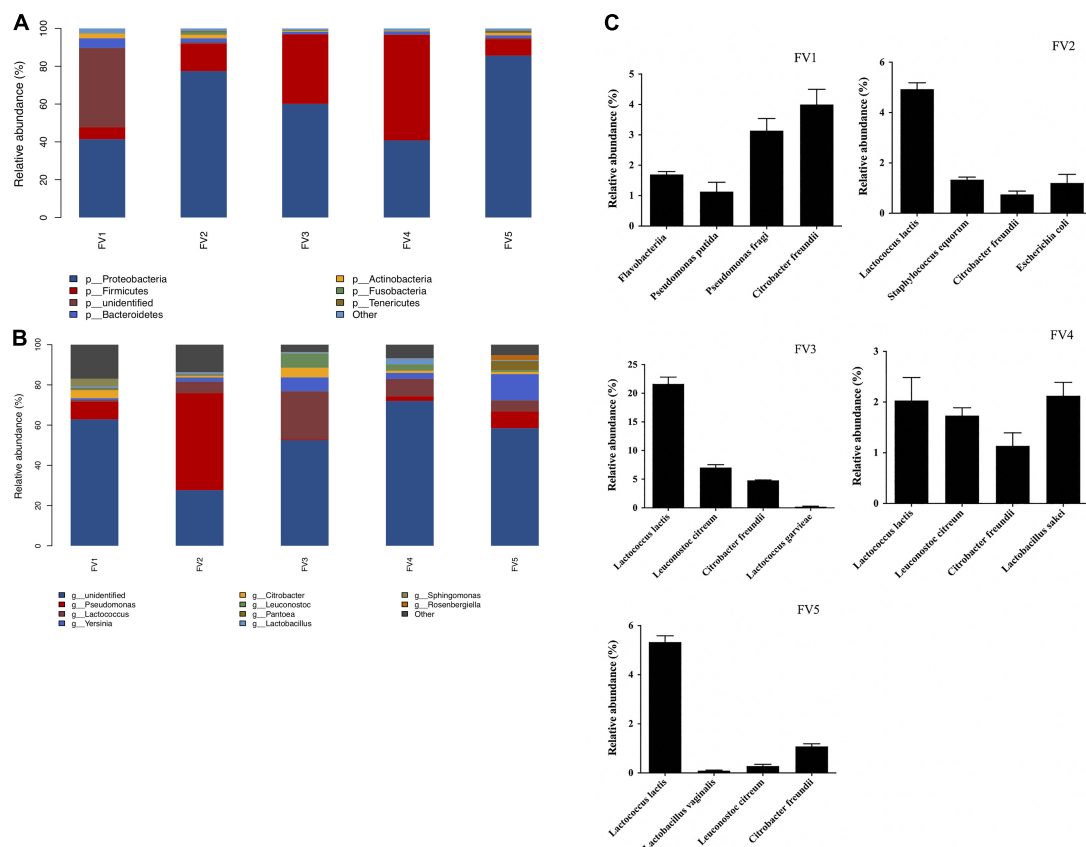 A
Relative abundance (%)
100
80
60
40
20
0
FV1
FV2
FV3
FV4
FV5
p__Proteobacteria
p__Firmicutes
p__unidentified
p__Bacteroidetes
p__Actinobacteria
p__Fusobacteria
p__Tenericutes
Other
B
Relative abundance (%)
100
80
60
40
20
0
FV1
FV2
FV3
FV4
FV5
g__unidentified
g__Pseudomonas
g__Lactococcus
g__Yersinia
g__Citrobacter
g__Leuconostoc
g__Pantoea
g__Lactobacillus
g__Sphingomonas
g__Rosenbergiella
Other
C
FV1
Relative abundance (%)
5
4
3
2
1
0
Flavobacteriia
Pseudomonas putida
Pseudomonas fragi
Citrobacter freundii
FV2
Relative abundance (%)
6
4
2
0
Lactococcus lactis
Staphylococcus equorum
Citrobacter freundii
Escherichia coli
FV3
Relative abundance (%)
25
20
15
10
5
0
Lactococcus lactis
Leuconostoc citreum
Citrobacter freundii
Lactococcus garvieae
FV4
Relative abundance (%)
3
2
1
0
Lactococcus lactis
Leuconostoc citreum
Citrobacter freundii
Lactobacillus sakei
FV5
Relative abundance (%)
6
4
2
0
Lactococcus lactis
Lactobacillus vaginalis
Leuconostoc citreum
Citrobacter freundii